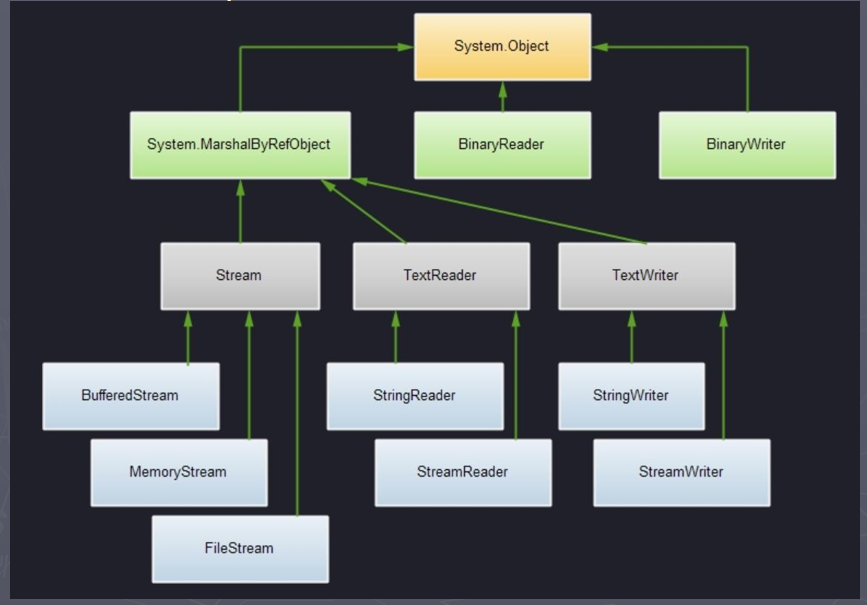 System.Object
System.MarshalByRefObject
BinaryReader
BinaryWriter
Stream
TextReader
TextWriter
BufferedStream
StringReader
StringWriter
MemoryStream
StreamReader
StreamWriter
FileStream